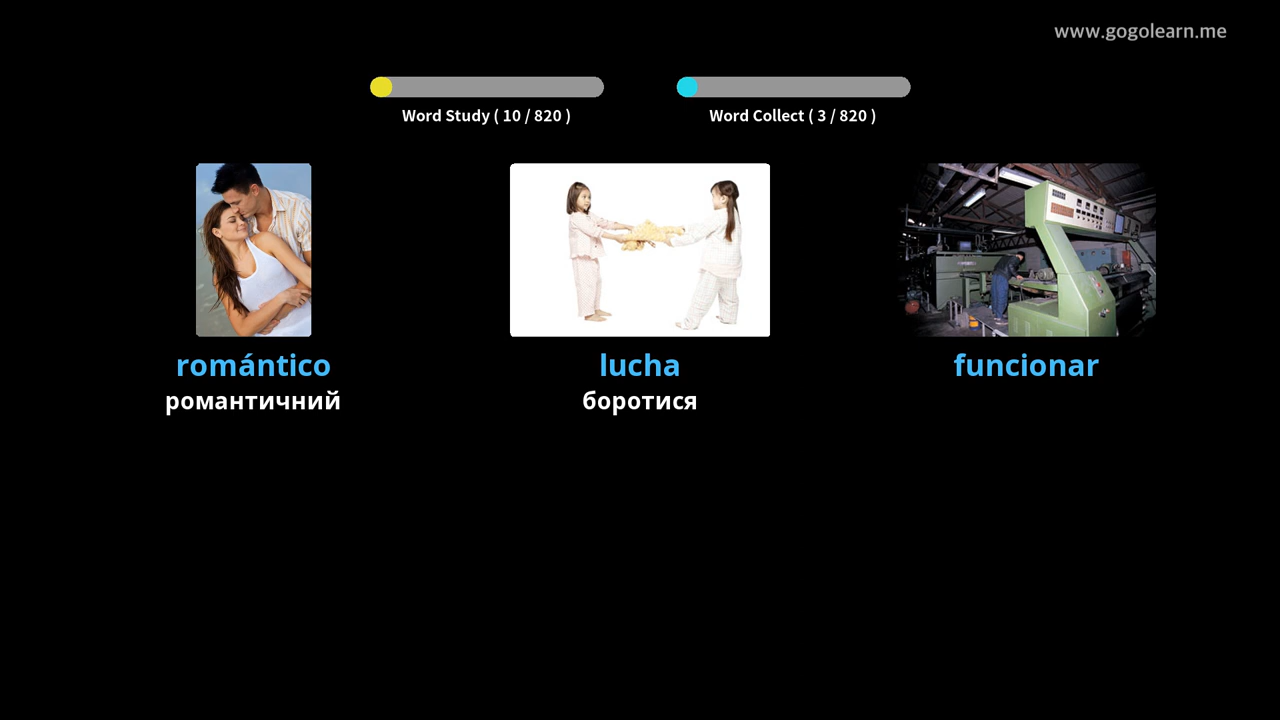 www.gogolearn.me
Word Study ( 10 / 820 )
Word Collect ( 3 / 820 )
romántico
lucha
funcionar
романтичний
боротися